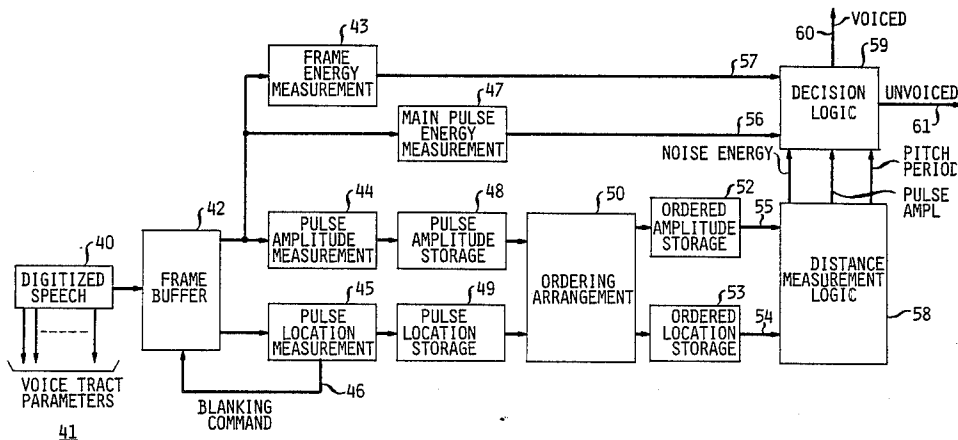 VOICED
60
59
43
FRAME
ENERGY
MEASUREMENT
57
DECISION
LOGIC
UNVOICED
61
47
MAIN PULSE
ENERGY
MEASUREMENT
56
NOISE ENERGY
PITCH
PERIOD
PULSE
AMPL
42
FRAME
BUFFER
44
PULSE
AMPLITUDE
MEASUREMENT
48
PULSE
AMPLITUDE
STORAGE
50
ORDERING
ARRANGEMENT
52
ORDERED
AMPLITUDE
STORAGE
55
DISTANCE
MEASUREMENT
LOGIC
58
40
DIGITIZED
SPEECH
45
PULSE
LOCATION
MEASUREMENT
49
PULSE
LOCATION
STORAGE
53
ORDERED
LOCATION
STORAGE
54
46
BLANKING
COMMAND
VOICE TRACT
PARAMETERS
41